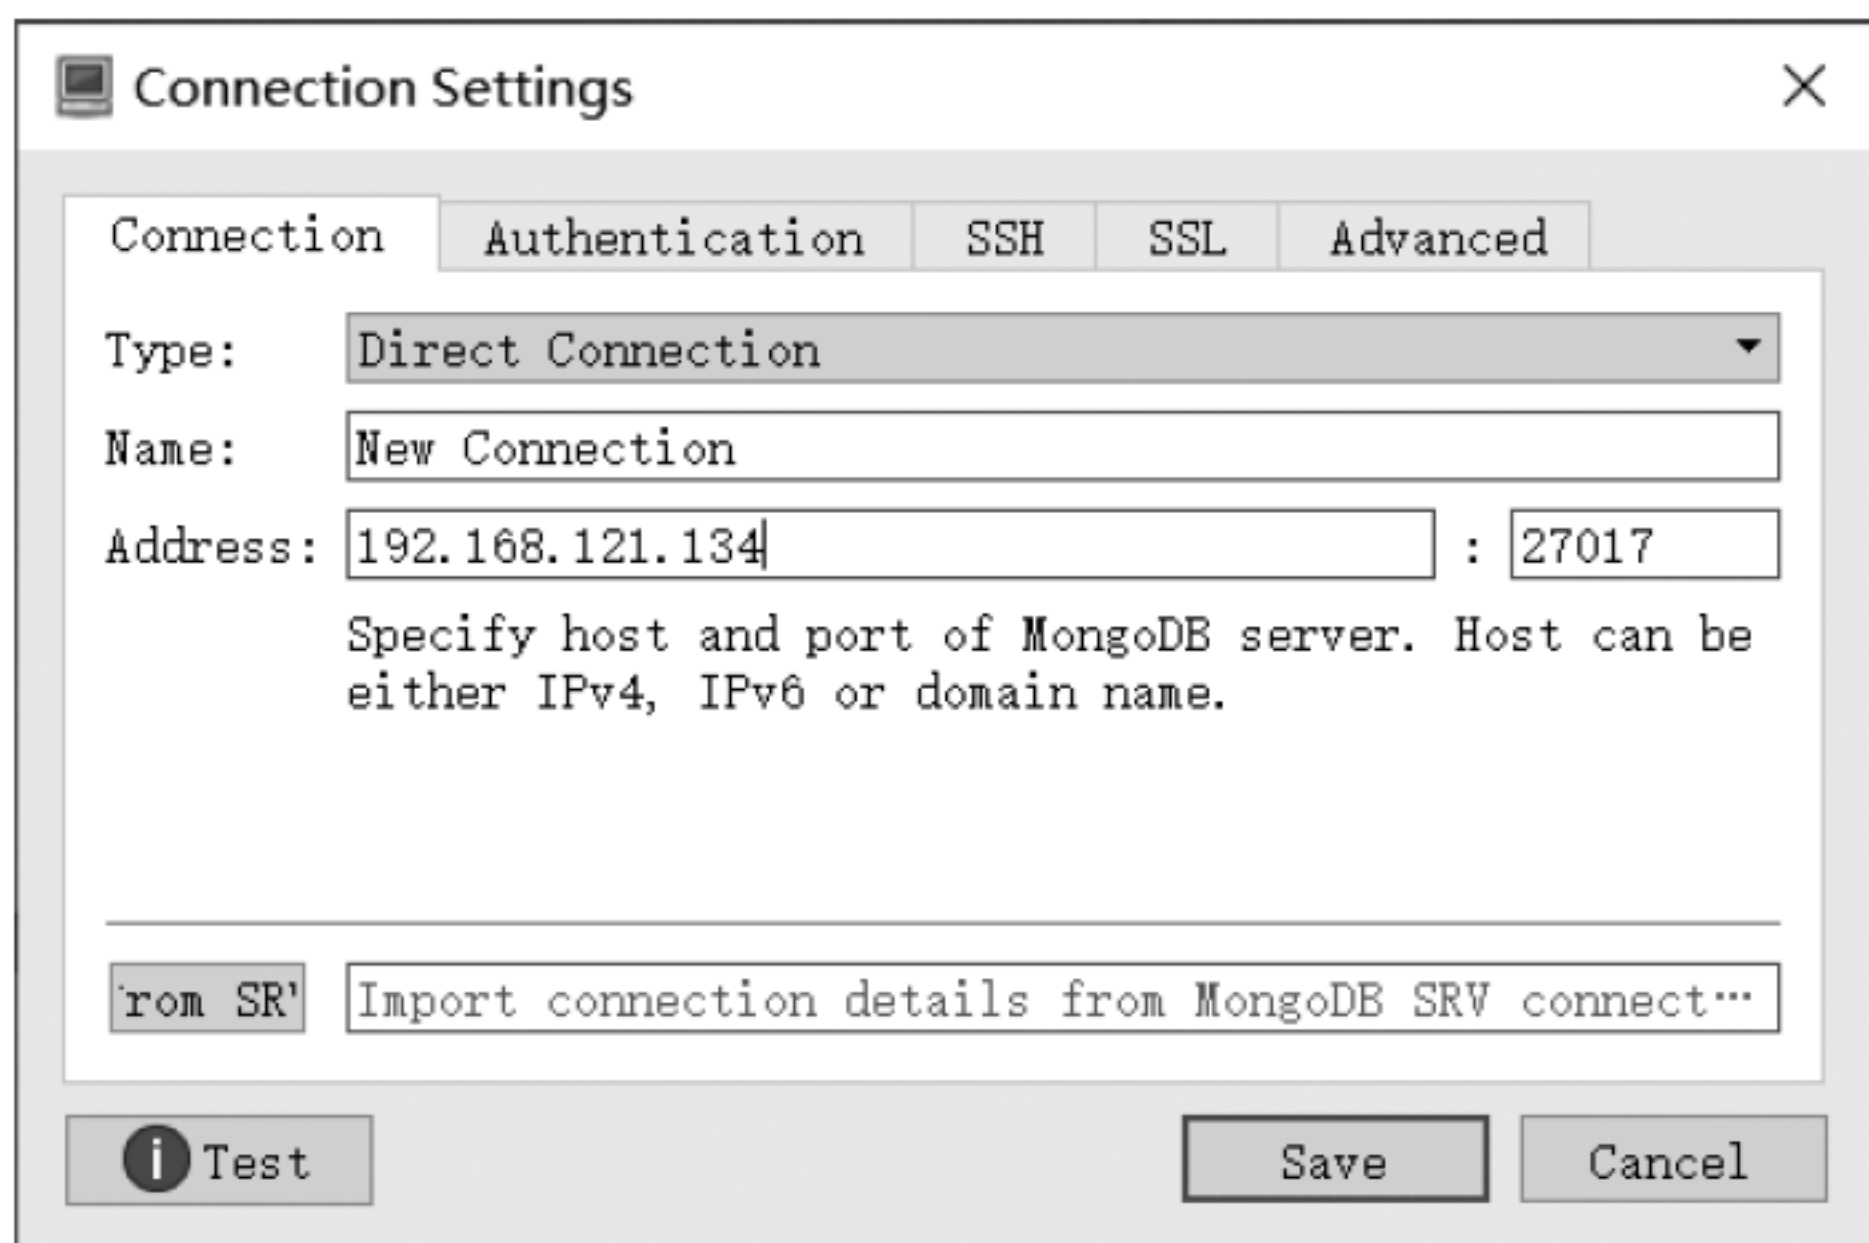 Connection Settings
Connection Authentication SSH SSL Advanced
Type: Direct Connection
Name: New Connection
Address: 192.168.121.134 : 27017
Specify host and port of MongoDB server. Host can be
either IPv4, IPv6 or domain name.
rom SR Import connection details from MongoDB SRV connect…
Test Save Cancel